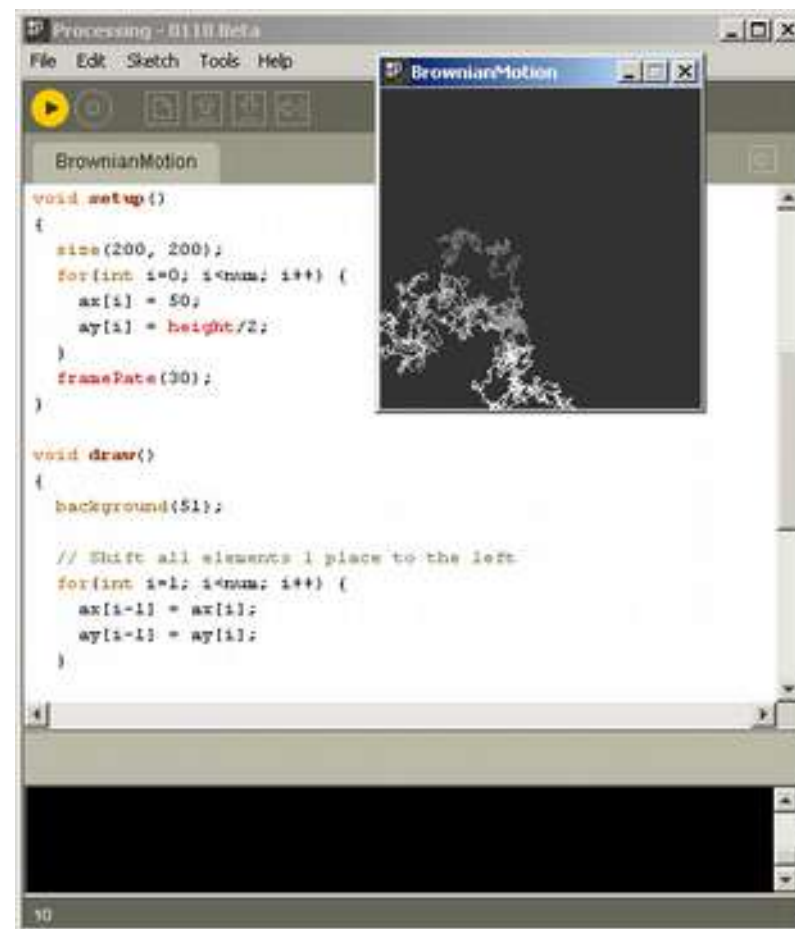 Processing - 0118 Beta
File Edit Sketch Tools Help
BrownianMotion
BrownianMotion
void setup()
{
  size(200, 200);
  for(int i=0; i<num; i++) {
    ax[i] = 50;
    ay[i] = height/2;
  }
  frameRate(30);
}
void draw()
{
  background(51);
  // Shift all elements 1 place to the left
  for(int i=1; i<num; i++) {
    ax[i-1] = ax[i];
    ay[i-1] = ay[i];
  }
10